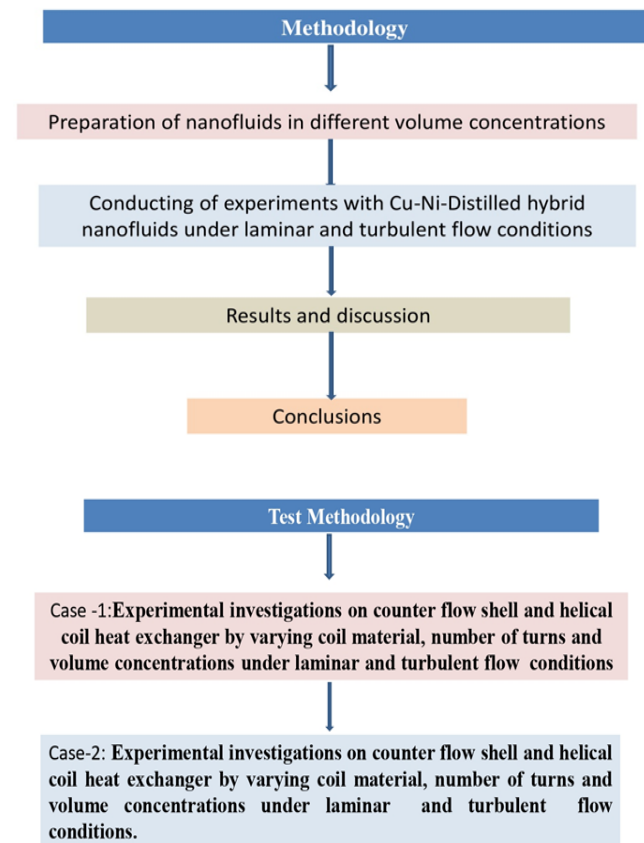 Methodology
Preparation of nanofluids in different volume concentrations
Conducting of experiments with Cu-Ni-Distilled hybrid
nanofluids under laminar and turbulent flow conditions
Results and discussion
Conclusions
Test Methodology
Case -1:Experimental investigations on counter flow shell and helical
coil heat exchanger by varying coil material, number of turns and
volume concentrations under laminar and turbulent flow conditions
Case-2: Experimental investigations on counter flow shell and helical
coil heat exchanger by varying coil material, number of turns and
volume concentrations under laminar and turbulent flow
conditions.